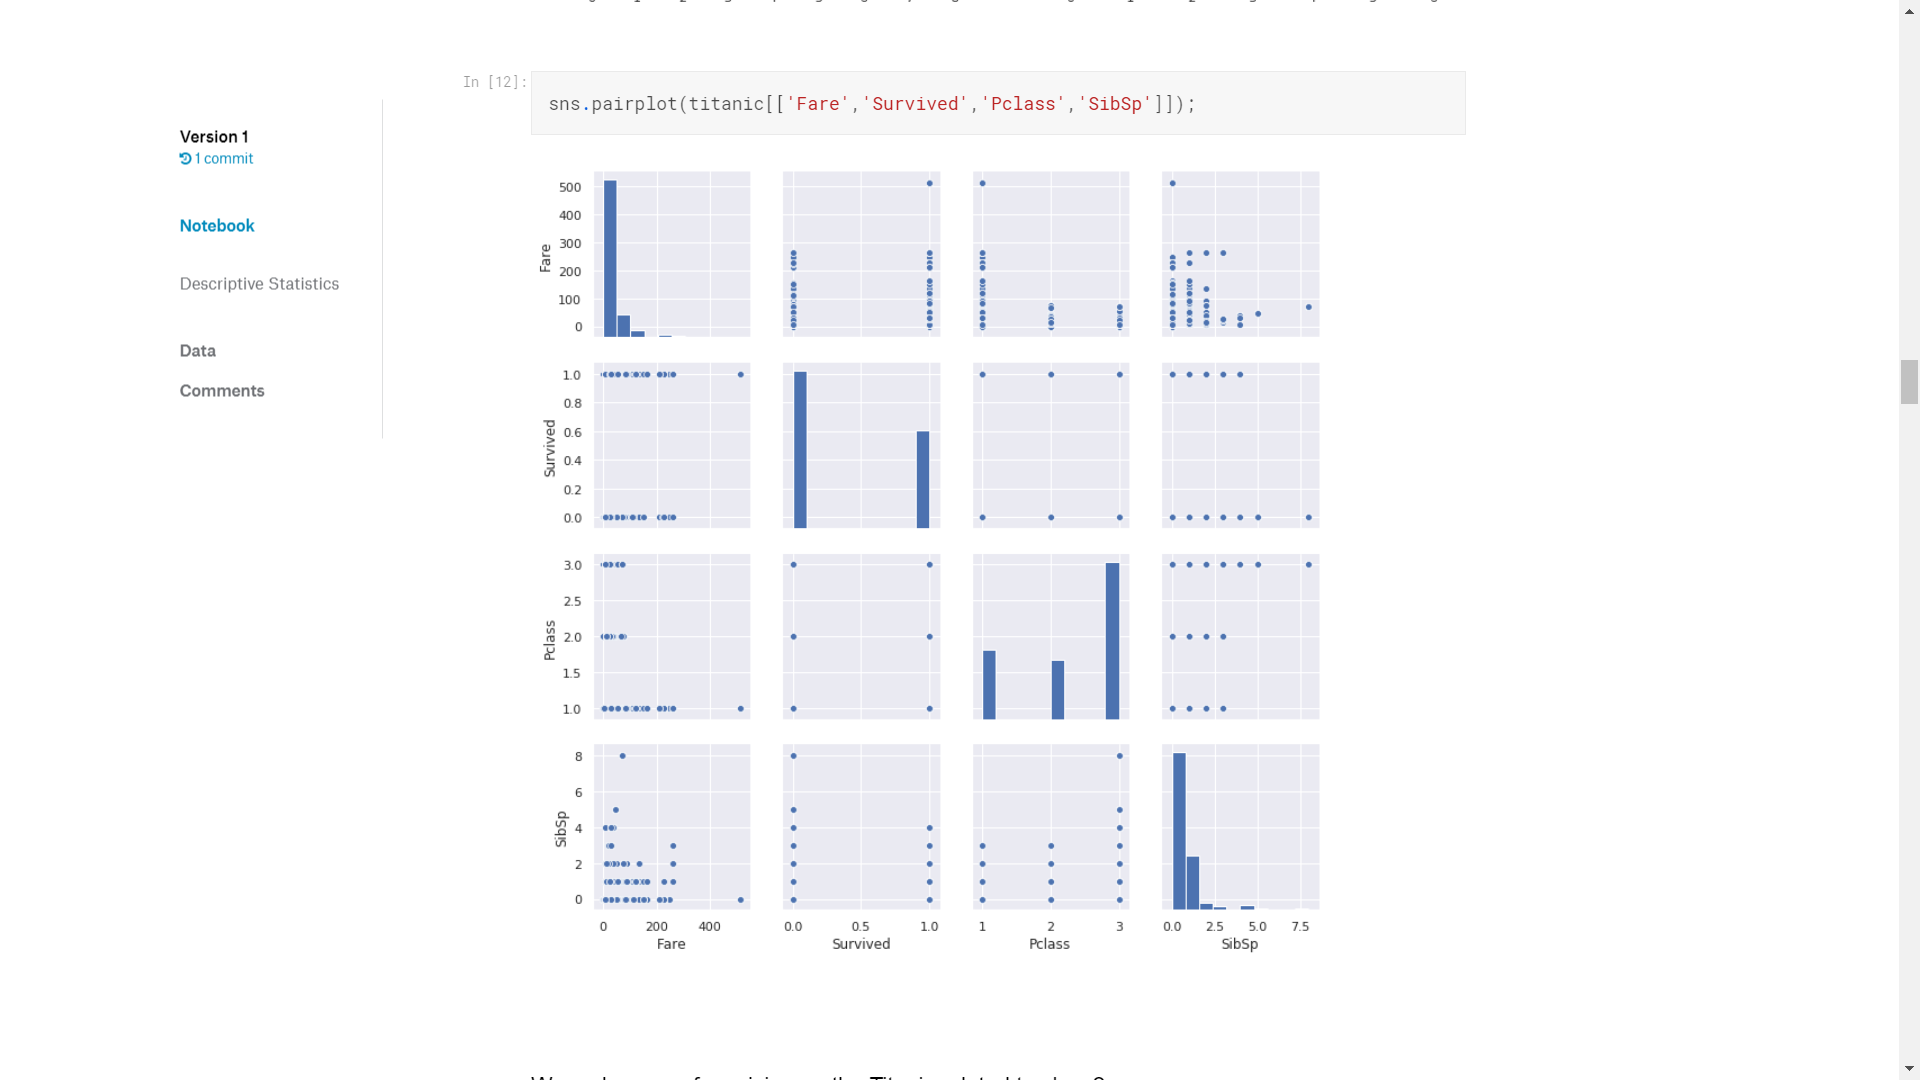 In [12]:
sns.pairplot(titanic[['Fare','Survived','Pclass','SibSp']]);
Version 1
1 commit
Notebook
Descriptive Statistics
Data
Comments
500
400
300
200
100
0
Fare
1.0
0.8
0.6
0.4
0.2
0.0
Survived
3.0
2.5
2.0
1.5
1.0
Pclass
8
6
4
2
0
SibSp
0 200 400
Fare
0.0 0.5 1.0
Survived
1 2 3
Pclass
0.0 2.5 5.0 7.5
SibSp